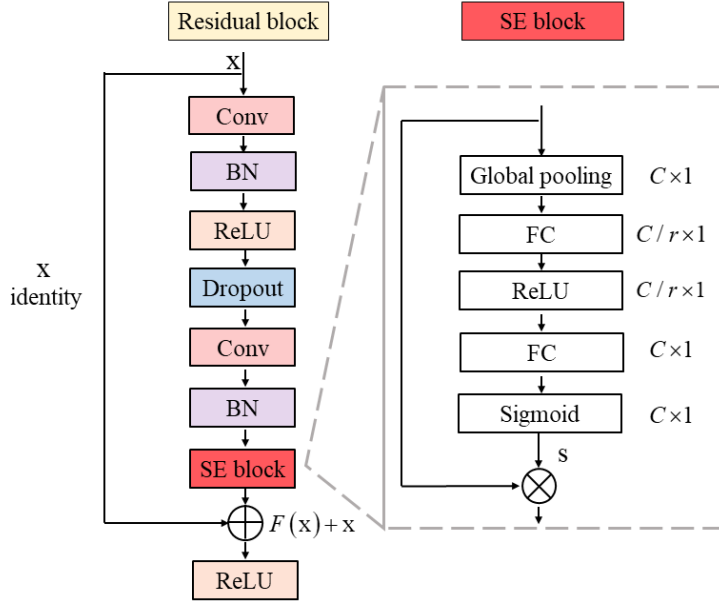 Residual block
x
Conv
BN
ReLU
Dropout
Conv
BN
SE block
F(x)+x
ReLU
x
identity
SE block
Global pooling
C×1
FC
C/r×1
ReLU
C/r×1
FC
C×1
Sigmoid
C×1
s